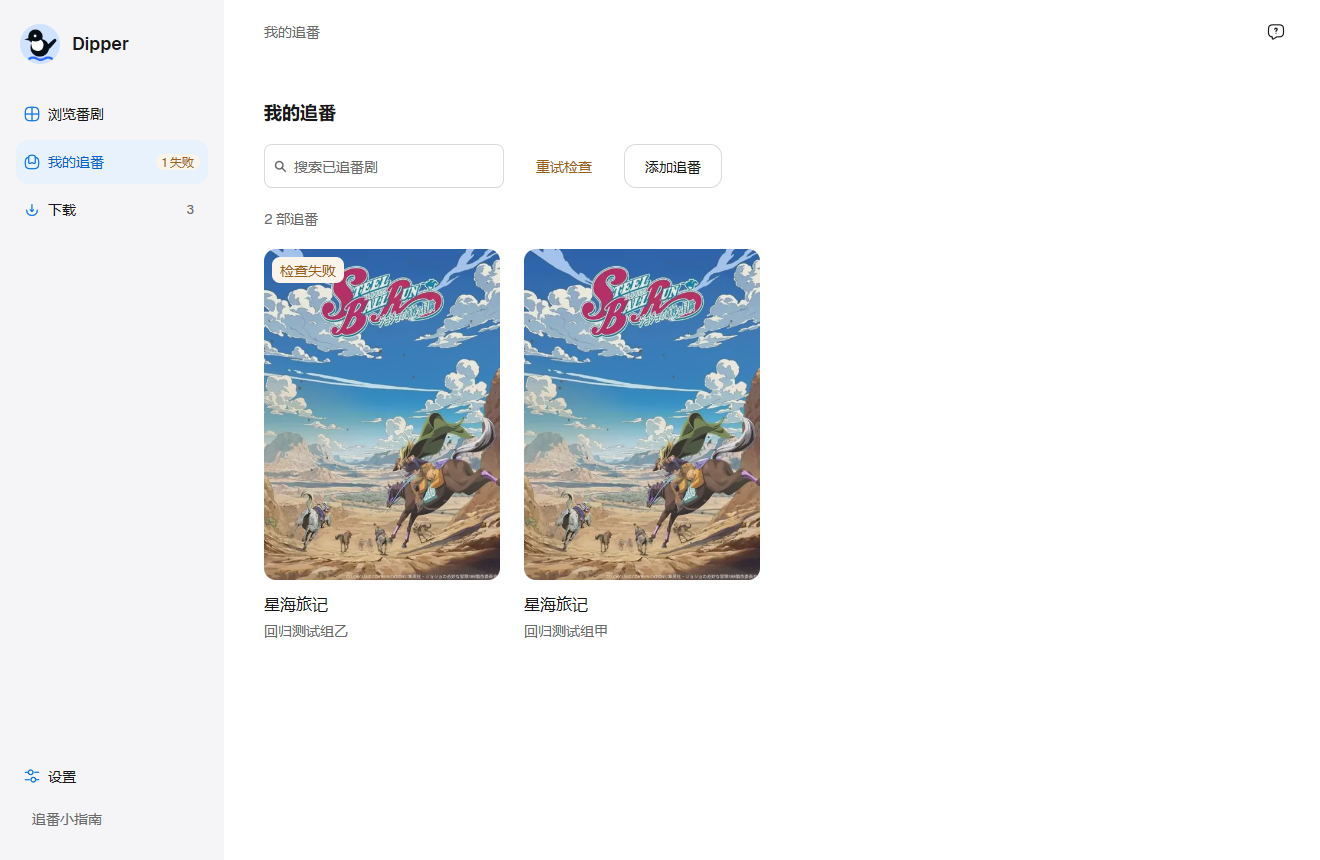 Dipper
我的追番
浏览番剧
我的追番 1 失败
下载 3
我的追番
搜索已追番剧 重试检查 添加追番
2 部追番
检查失败
STEEL BALL RUN
STEEL BALL RUN
星海旅记 星海旅记
回归测试组乙 回归测试组甲
设置
追番小指南